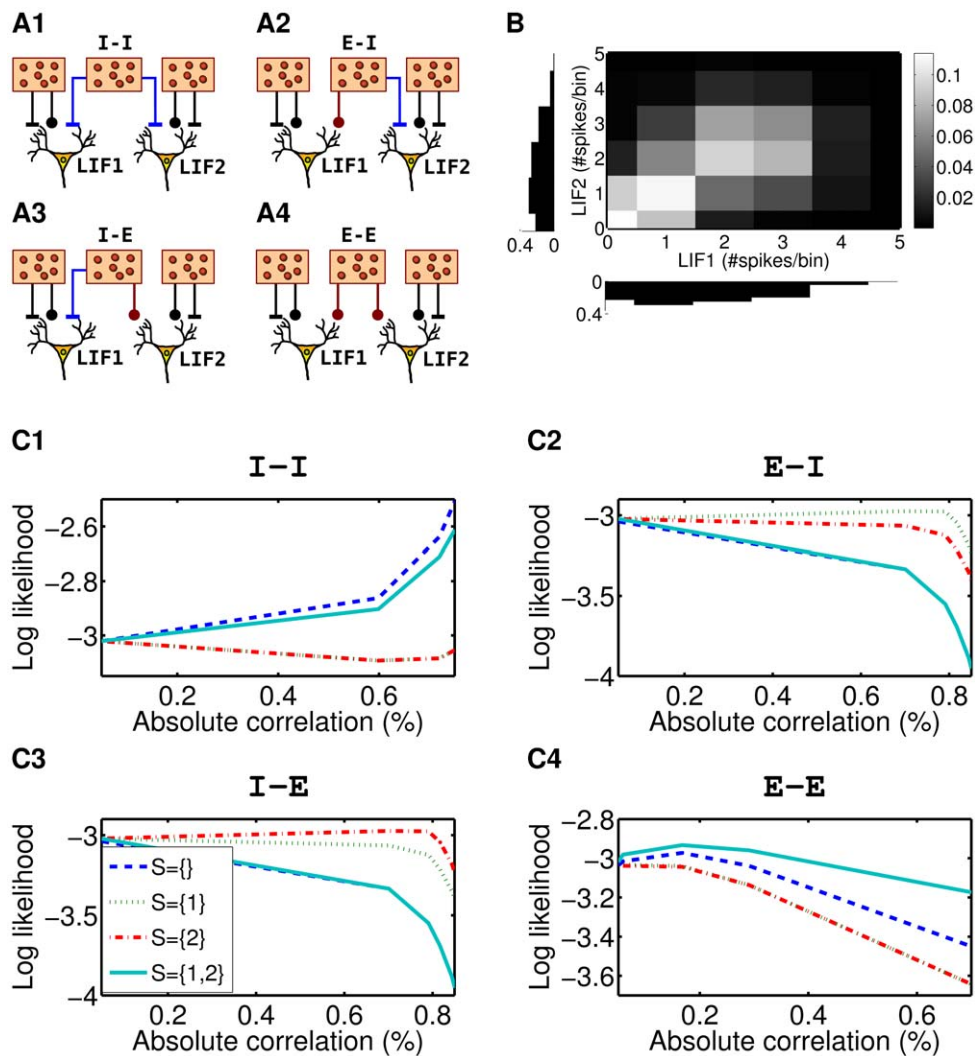 A1
I-I
LIF1
LIF2
A2
E-I
LIF1
LIF2
A3
I-E
LIF1
LIF2
A4
E-E
LIF1
LIF2
B
5
4
3
2
1
0
LIF2 (#spikes/bin)
0.4 0
0 1 2 3 4 5
LIF1 (#spikes/bin)
0
0.4
0.1
0.08
0.06
0.04
0.02
C1
I-I
Log likelihood
-2.6
-2.8
-3
0.2 0.4 0.6
Absolute correlation (%)
C2
E-I
Log likelihood
-3
-3.5
-4
0.2 0.4 0.6 0.8
Absolute correlation (%)
C3
I-E
Log likelihood
-3
-3.5
-4
S={}
S={1}
S={2}
S={1,2}
0.2 0.4 0.6 0.8
Absolute correlation (%)
C4
E-E
Log likelihood
-2.8
-3
-3.2
-3.4
-3.6
0.2 0.4 0.6
Absolute correlation (%)